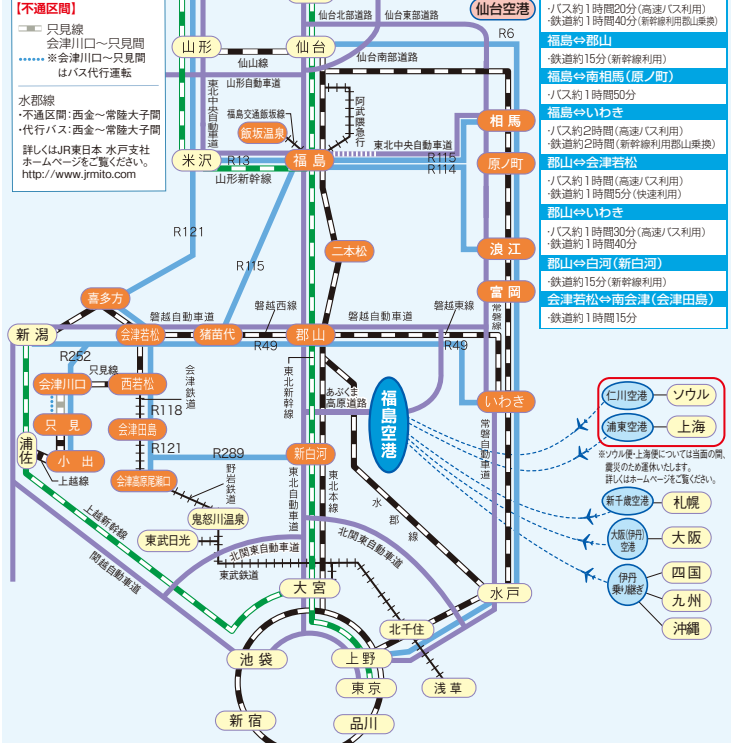 【不通区間】
只見線
会津川口～只見間
※会津川口～只見間
はバス代行運転
水郡線
・不通区間：西金～常陸大子間
・代行バス：西金～常陸大子間
詳しくはJR東日本 水戸支社
ホームページをご覧ください。
http://www.jrmito.com
仙台北部道路
仙台東部道路
仙台空港
R6
山形
仙台
仙山線
仙台南部道路
山形自動車道
東北中央自動車道
福島交通飯坂線
飯坂温泉
阿武隈急行
相馬
東北中央自動車道
米沢
R13
福島
R115
R114
原ノ町
山形新幹線
R121
R115
二本松
浪江
富岡
喜多方
磐越自動車道
磐越西線
磐越自動車道
磐越東線
常磐線
新潟
会津若松
猪苗代
郡山
R49
R49
R252
只見線
会津川口
西若松
会津鉄道
東北新幹線
あぶくま
高原道路
福島空港
いわき
R118
只見
会津田島
浦佐
R121
R289
新白河
常磐自動車道
小出
上越線
会津高原尾瀬口
野岩鉄道
東北自動車道
東北本線
水郡線
鬼怒川温泉
上越新幹線
東武日光
北関東自動車道
北関東自動車道
関越自動車道
東武鉄道
大宮
水戸
北千住
池袋
上野
東京
浅草
新宿
品川
・バス約1時間20分（高速バス利用）
・鉄道約1時間40分（新幹線利用郡山乗換）
福島⇔郡山
・鉄道約15分（新幹線利用）
福島⇔南相馬（原ノ町）
・バス約1時間50分
福島⇔いわき
・バス約2時間（高速バス利用）
・鉄道約2時間（新幹線利用郡山乗換）
郡山⇔会津若松
・バス約1時間（高速バス利用）
・鉄道約1時間5分（快速利用）
郡山⇔いわき
・バス約1時間30分（高速バス利用）
・鉄道約1時間40分
郡山⇔白河（新白河）
・鉄道約15分（新幹線利用）
会津若松⇔南会津（会津田島）
・鉄道約1時間15分
仁川空港
ソウル
浦東空港
上海
※ソウル便・上海便については当面の間、
震災のため運休いたします。
詳しくはホームページをご覧ください。
新千歳空港
札幌
大阪（伊丹）
空港
大阪
伊丹
乗り継ぎ
四国
九州
沖縄